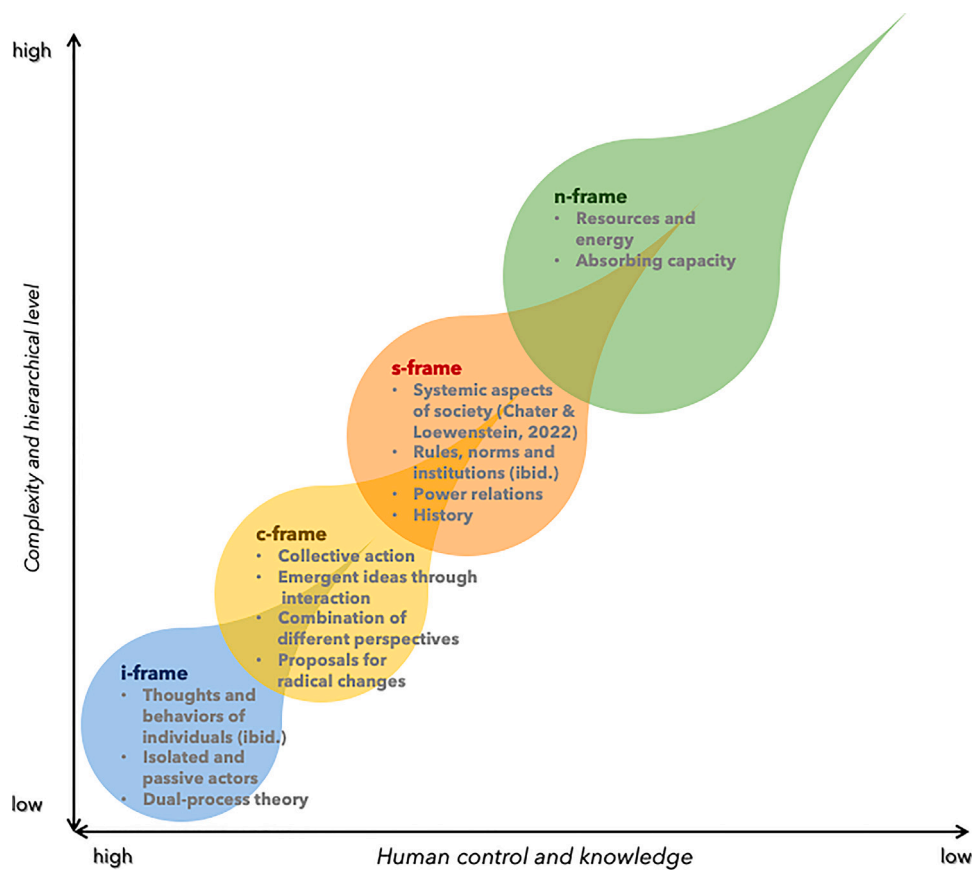 high
n-frame
• Resources and
energy
• Absorbing capacity
s-frame
• Systemic aspects
of society (Chater &
Loewenstein, 2022)
• Rules, norms and
institutions (ibid.)
• Power relations
• History
c-frame
• Collective action
• Emergent ideas through
interaction
• Combination of
different perspectives
• Proposals for
radical changes
i-frame
• Thoughts and
behaviors of
individuals (ibid.)
• Isolated and
passive actors
• Dual-process theory
Complexity and hierarchical level
low
high
Human control and knowledge
low